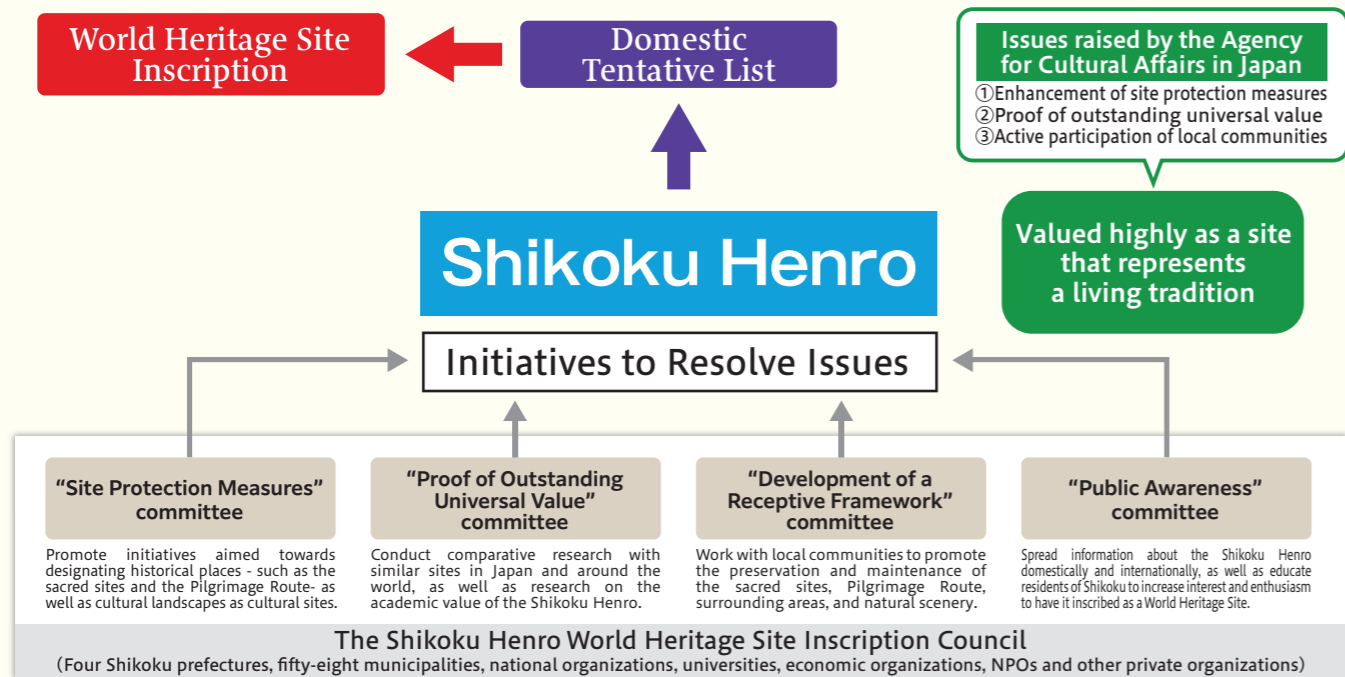 World Heritage Site
Inscription
Domestic
Tentative List
Issues raised by the Agency
for Cultural Affairs in Japan
①Enhancement of site protection measures
②Proof of outstanding universal value
③Active participation of local communities
Valued highly as a site
that represents
a living tradition
Shikoku Henro
Initiatives to Resolve Issues
“Site Protection Measures”
committee
Promote initiatives aimed towards
designating historical places - such as the
sacred sites and the Pilgrimage Route- as
well as cultural landscapes as cultural sites.
“Proof of Outstanding
Universal Value”
committee
Conduct comparative research with
similar sites in Japan and around the
world, as well as research on the
academic value of the Shikoku Henro.
“Development of a
Receptive Framework”
committee
Work with local communities to promote
the preservation and maintenance of
the sacred sites, Pilgrimage Route,
surrounding areas, and natural scenery.
“Public Awareness”
committee
Spread information about the Shikoku Henro
domestically and internationally, as well as educate
residents of Shikoku to increase interest and enthusiasm
to have it inscribed as a World Heritage Site.
The Shikoku Henro World Heritage Site Inscription Council
(Four Shikoku prefectures, fifty-eight municipalities, national organizations, universities, economic organizations, NPOs and other private organizations)